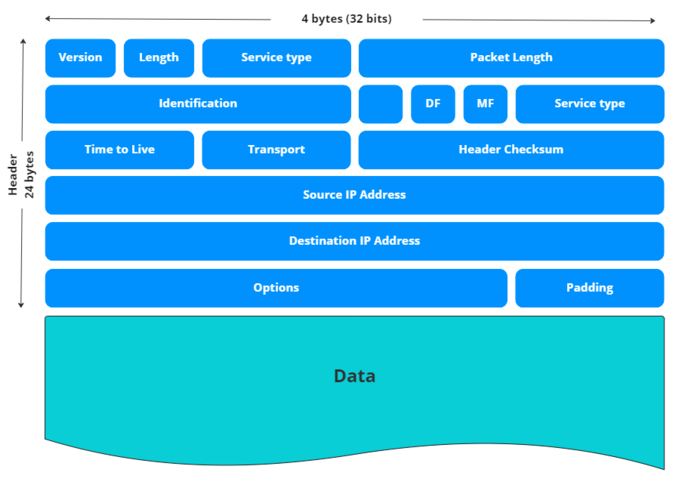 4 bytes (32 bits)
Version Length Service type Packet Length
Identification DF MF Service type
Time to Live Transport Header Checksum
Header
24 bytes
Source IP Address
Destination IP Address
Options Padding
Data